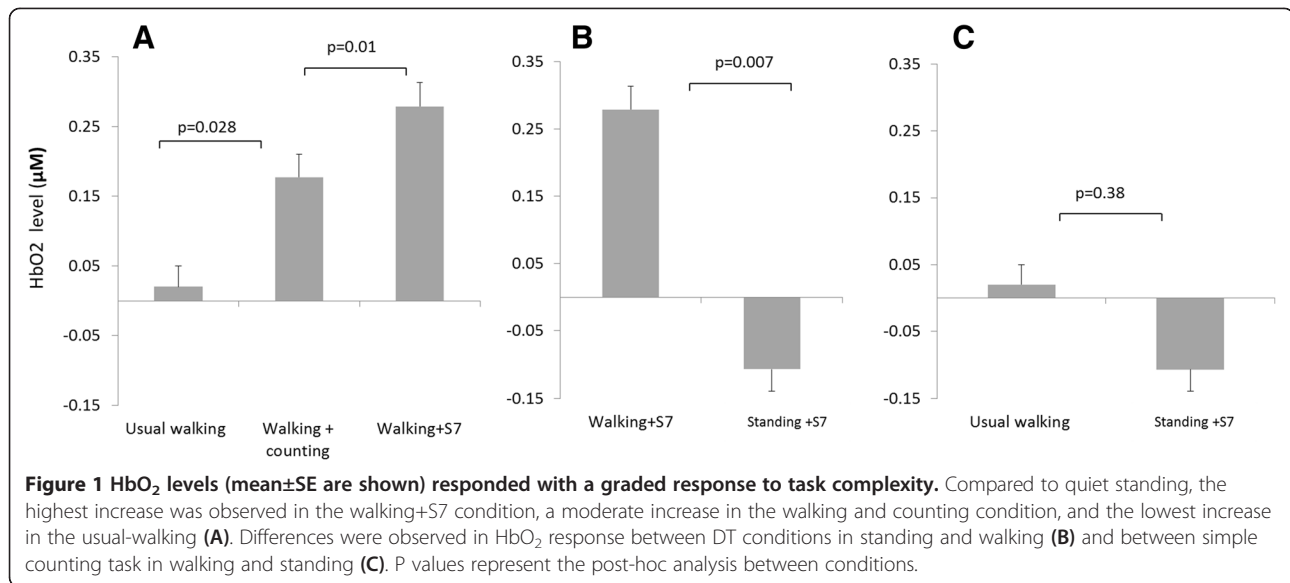 A
B
C
p=0.01
p=0.007
p=0.028
p=0.38
HbO2 level (μM)
0.35
0.25
0.15
0.05
-0.05
-0.15
Usual walking
Walking + counting
Walking+S7
0.35
0.25
0.15
0.05
-0.05
-0.15
Walking+S7
Standing +S7
0.35
0.25
0.15
0.05
-0.05
-0.15
Usual walking
Standing +S7
Figure 1 HbO₂ levels (mean±SE are shown) responded with a graded response to task complexity. Compared to quiet standing, the
highest increase was observed in the walking+S7 condition, a moderate increase in the walking and counting condition, and the lowest increase
in the usual-walking (A). Differences were observed in HbO₂ response between DT conditions in standing and walking (B) and between simple
counting task in walking and standing (C). P values represent the post-hoc analysis between conditions.